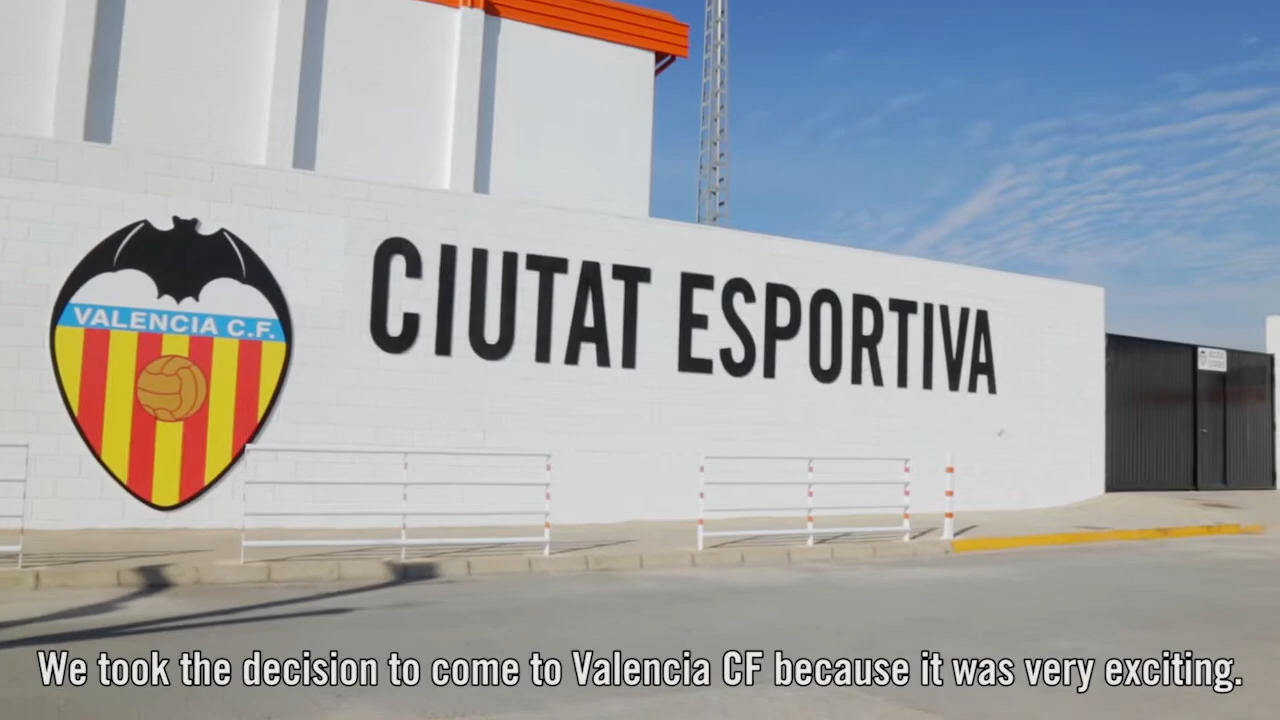 CIUTAT ESPORTIVA
VALENCIA C.F.
We took the decision to come to Valencia CF because it was very exciting.